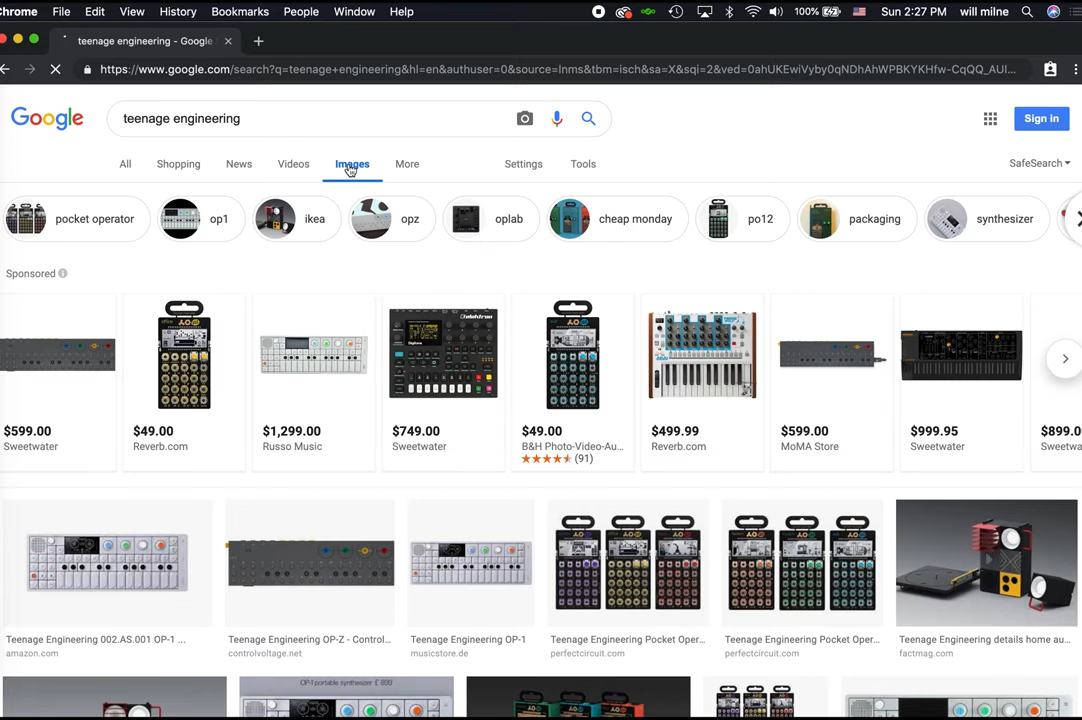 Chrome File Edit View History Bookmarks People Window Help 100% Sun 2:27 PM will milne
teenage engineering - Google
https://www.google.com/search?q=teenage+engineering&hl=en&authuser=0&source=lnms&tbm=isch&sa=X&sqi=2&ved=0ahUKEwiVyby0qNDhAhWPBKYKHfw-CqQQ_AUI...
Google teenage engineering Sign in
All Shopping News Videos Images More Settings Tools SafeSearch
pocket operator op1 ikea opz oplab cheap monday po12 packaging synthesizer
Sponsored
$599.00 $49.00 $1,299.00 $749.00 $49.00 $499.99 $599.00 $999.95 $899.0
Sweetwater Reverb.com Russo Music Sweetwater B&H Photo-Video-Au... Reverb.com MoMA Store Sweetwater Sweetwa
(91)
Teenage Engineering 002.AS.001 OP-1 ... Teenage Engineering OP-Z - Control... Teenage Engineering OP-1 Teenage Engineering Pocket Oper... Teenage Engineering Pocket Oper... Teenage Engineering details home au...
amazon.com controlvoltage.net musicstore.de perfectcircuit.com perfectcircuit.com factmag.com
OP-1 portable synthesizer £ 899